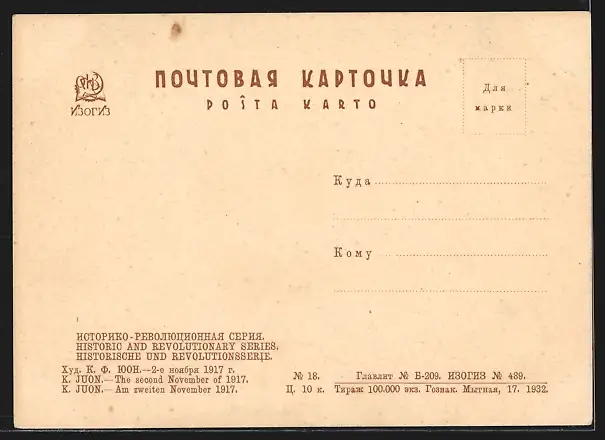 ИЗОГИЗ
ПОЧТОВАЯ КАРТОЧКА
POŜTA KARTO
Для
марки
Куда
Кому
ИСТОРИКО-РЕВОЛЮЦИОННАЯ СЕРИЯ.
HISTORIC AND REVOLUTIONARY SERIES.
HISTORISCHE UND REVOLUTIONSSERIE.
Худ. К. Ф. ЮОН.—2-е ноября 1917 г.
K. JUON.—The second November of 1917.
K. JUON.—Am zweiten November 1917.
№ 18.
Ц. 10 к.
Главлит № Б-209. ИЗОГИЗ № 489.
Тираж 100.000 экз. Гознак. Мытная, 17. 1932.